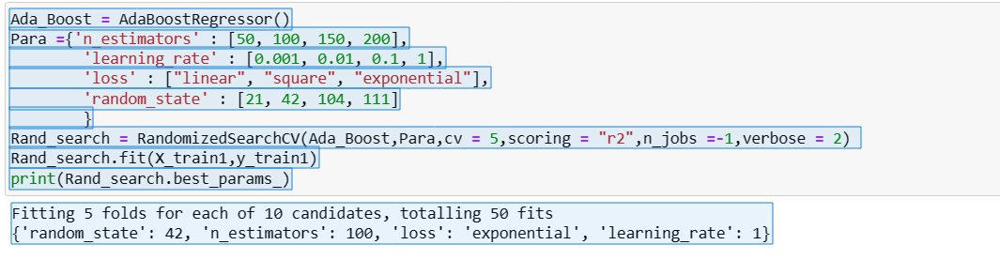 Ada_Boost = AdaBoostRegressor()
Para ={'n_estimators' : [50, 100, 150, 200],
'learning_rate' : [0.001, 0.01, 0.1, 1],
'loss' : ["linear", "square", "exponential"],
'random_state' : [21, 42, 104, 111]
}
Rand_search = RandomizedSearchCV(Ada_Boost,Para,cv = 5,scoring = "r2",n_jobs =-1,verbose = 2)
Rand_search.fit(X_train1,y_train1)
print(Rand_search.best_params_)
Fitting 5 folds for each of 10 candidates, totalling 50 fits
{'random_state': 42, 'n_estimators': 100, 'loss': 'exponential', 'learning_rate': 1}